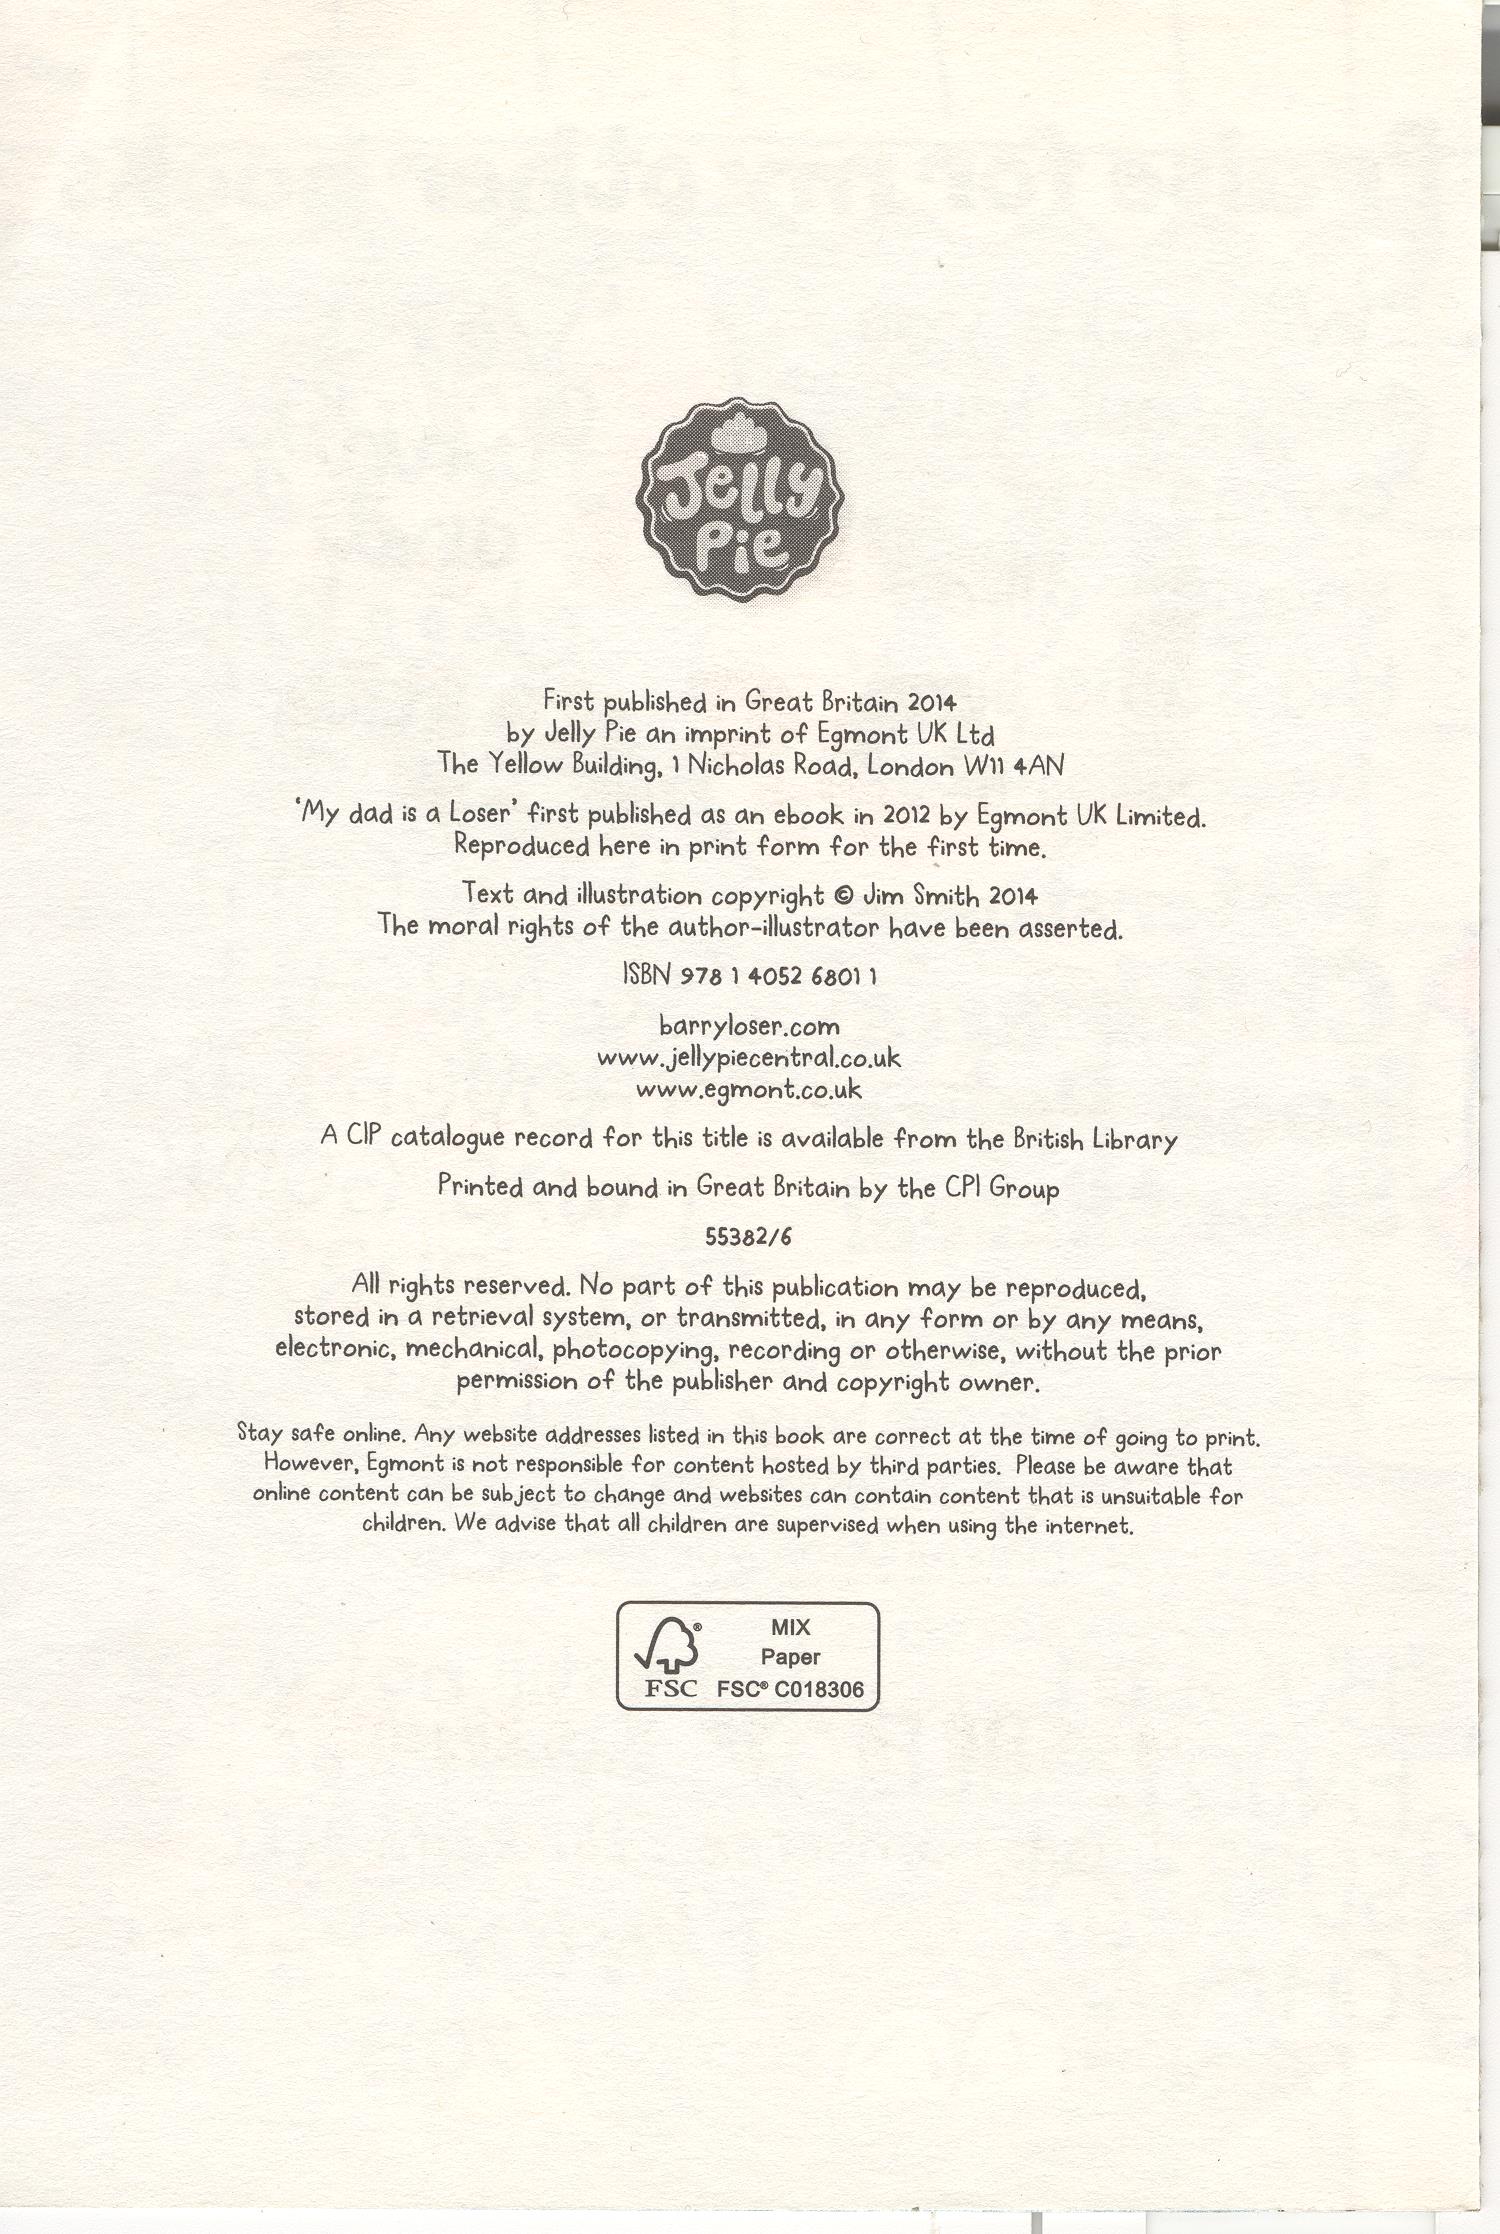 Jelly
Pie
First published in Great Britain 2014
by Jelly Pie an imprint of Egmont UK Ltd
The Yellow Building, 1 Nicholas Road, London W11 4AN
‘My dad is a Loser’ first published as an ebook in 2012 by Egmont UK Limited.
Reproduced here in print form for the first time.
Text and illustration copyright © Jim Smith 2014
The moral rights of the author-illustrator have been asserted.
ISBN 978 1 4052 6801 1
barryloser.com
www.jellypiecentral.co.uk
www.egmont.co.uk
A CIP catalogue record for this title is available from the British Library
Printed and bound in Great Britain by the CPI Group
55382/6
All rights reserved. No part of this publication may be reproduced,
stored in a retrieval system, or transmitted, in any form or by any means,
electronic, mechanical, photocopying, recording or otherwise, without the prior
permission of the publisher and copyright owner.
Stay safe online. Any website addresses listed in this book are correct at the time of going to print.
However, Egmont is not responsible for content hosted by third parties. Please be aware that
online content can be subject to change and websites can contain content that is unsuitable for
children. We advise that all children are supervised when using the internet.
®
FSC
MIX
Paper
FSC® C018306